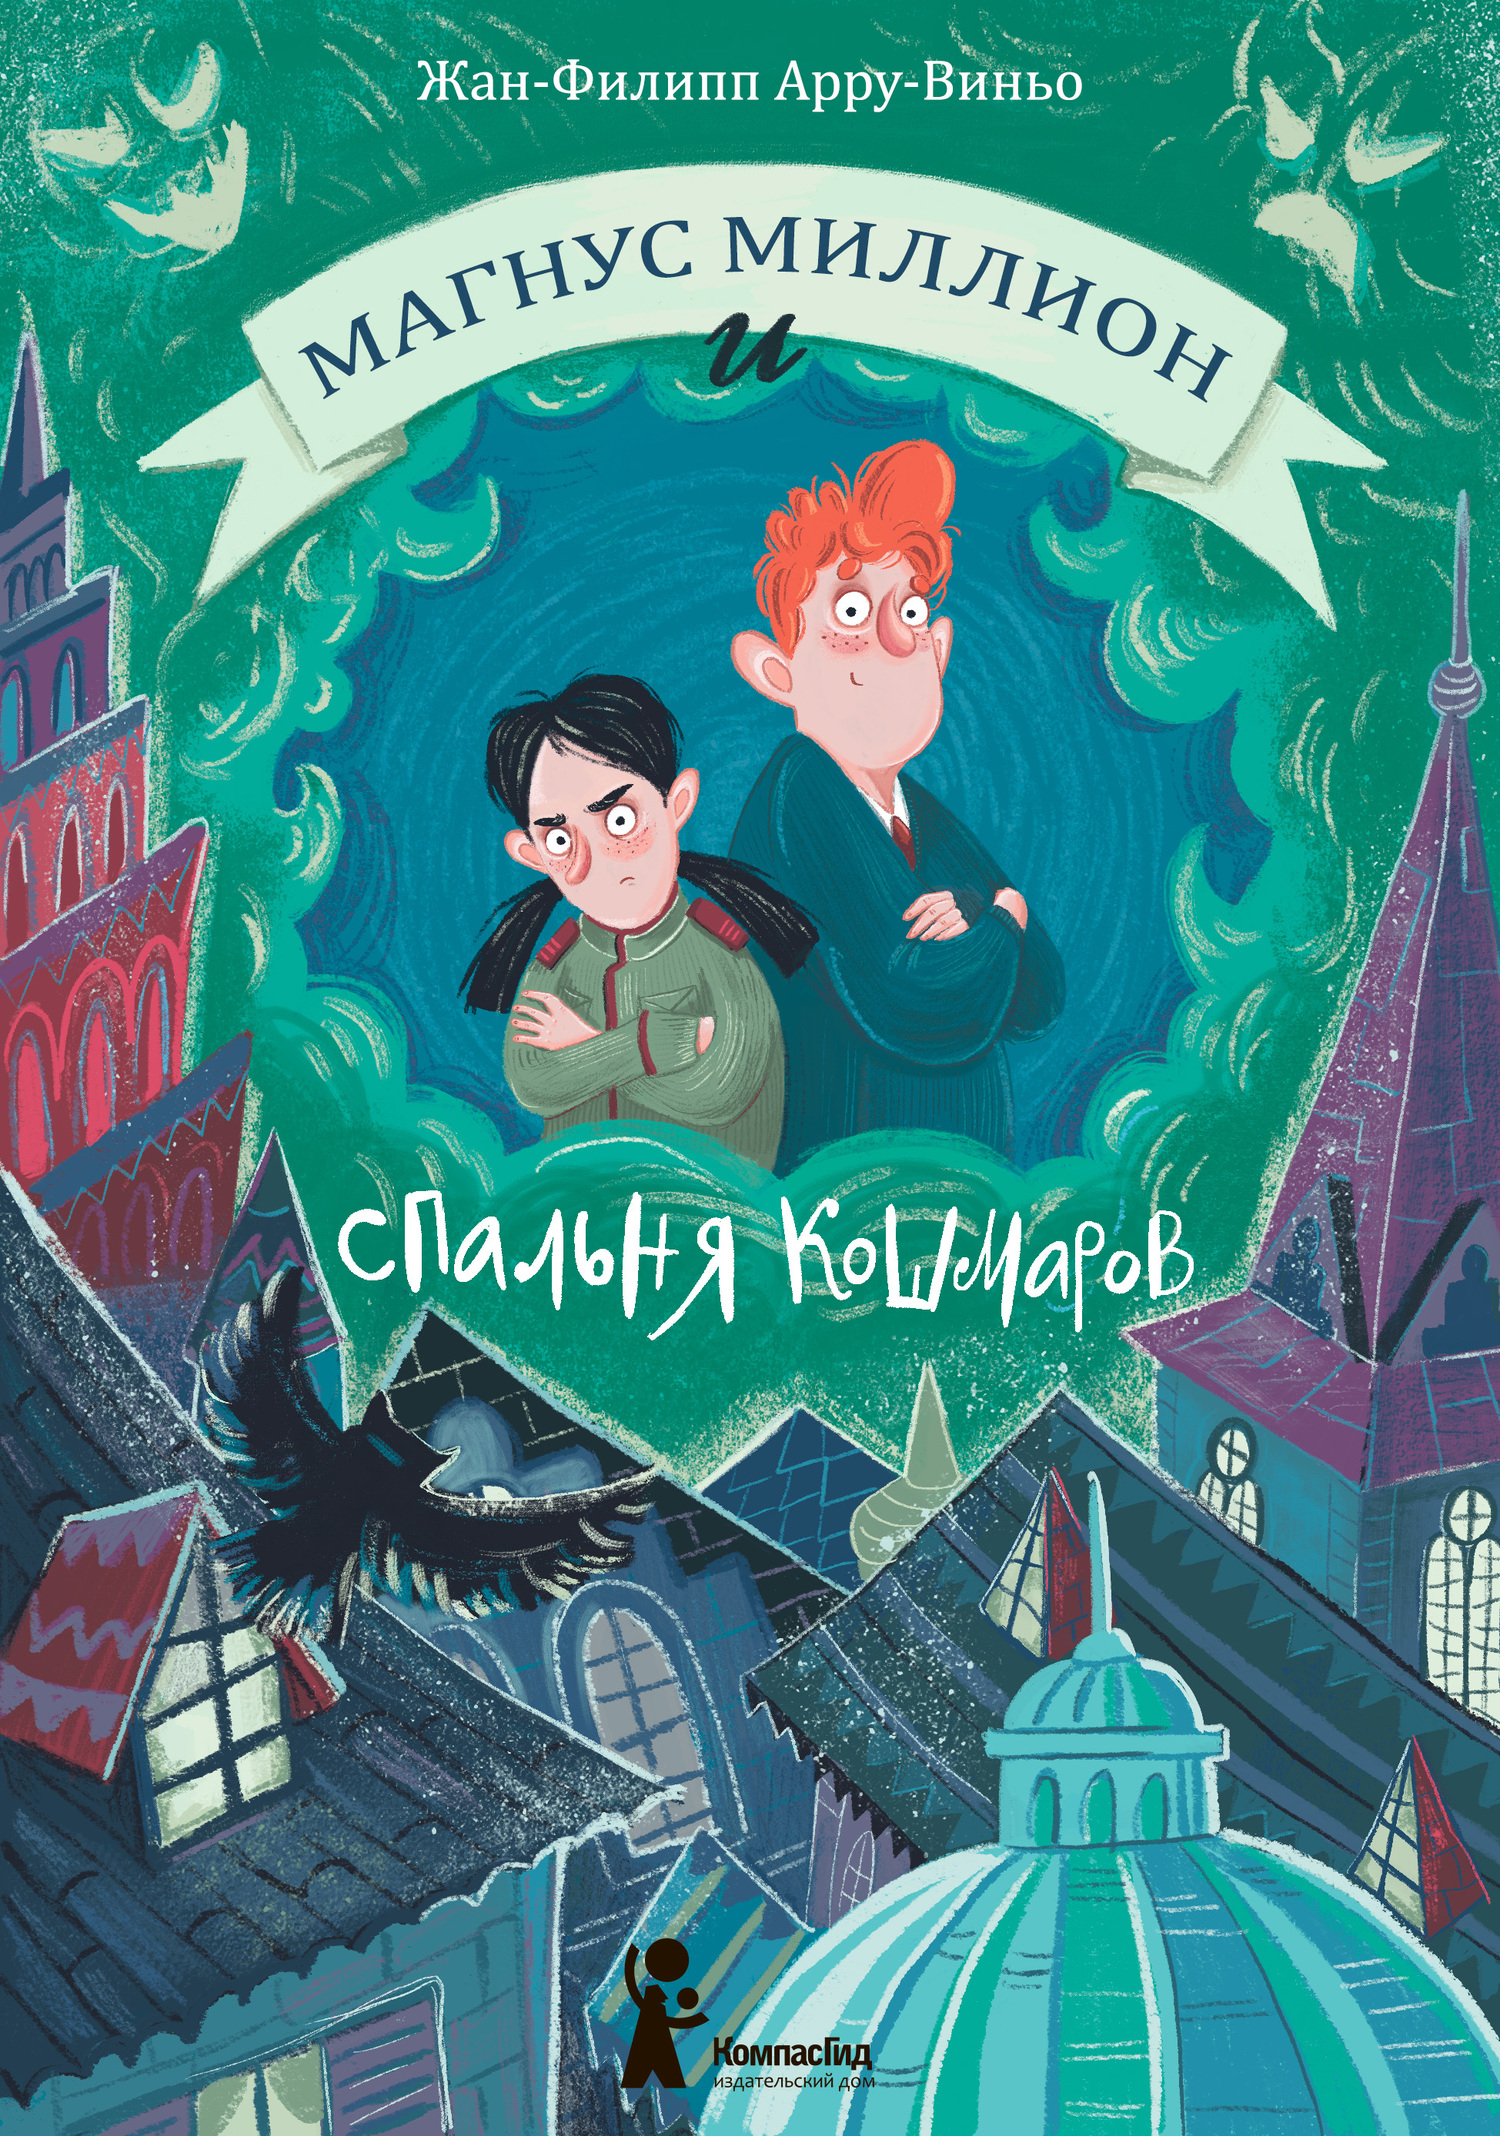 Жан-Филипп Арру-Виньо
МАГНУС МИЛЛИОН
и
СПАЛЬНЯ КОШМАРОВ
КомпасГид
издательский дом